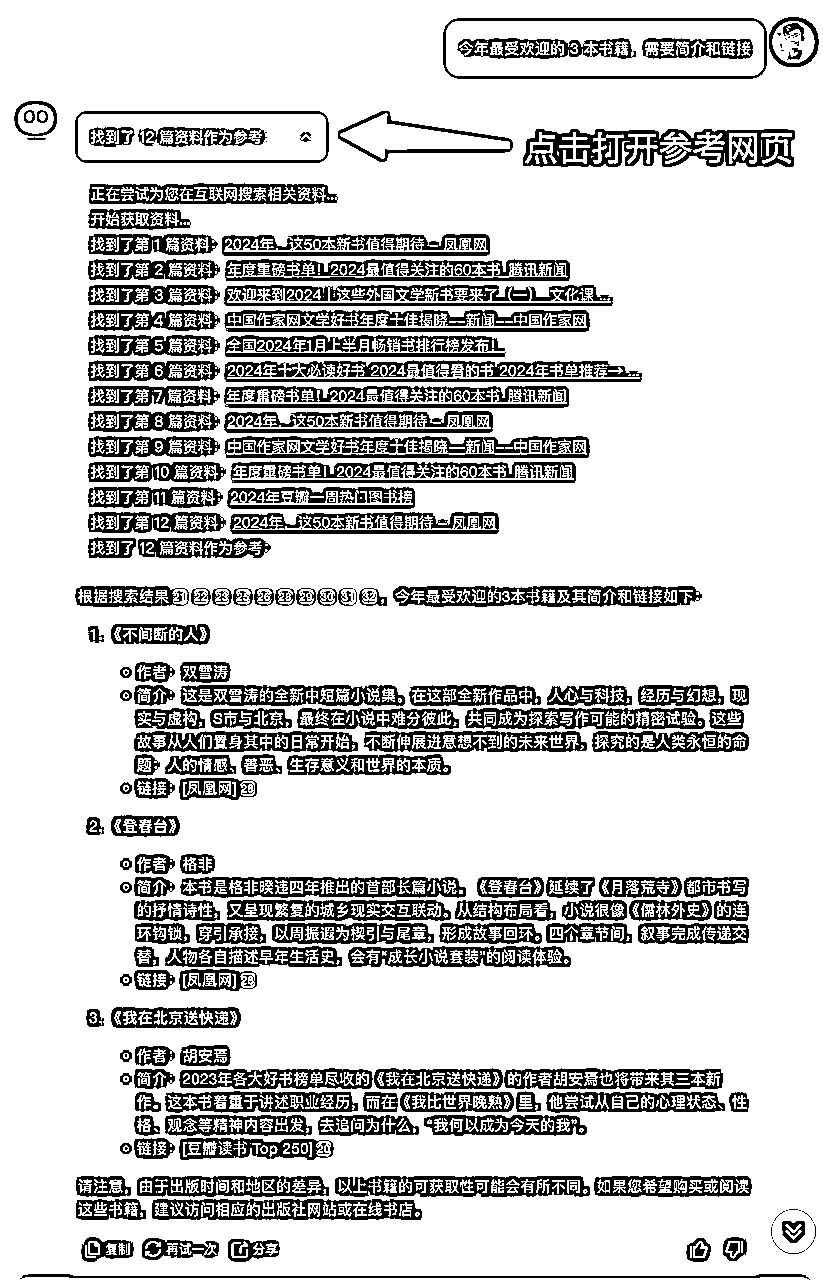 今年最受欢迎的 3 本书籍，需要简介和链接
找到了 12 篇资料作为参考
点击打开参考网页
正在尝试为您在互联网搜索相关资料...
开始获取资料...
找到了第 1 篇资料: 2024年、这50本新书值得期待 – 凤凰网
找到了第 2 篇资料: 年度重磅书单！2024最值得关注的60本书_腾讯新闻
找到了第 3 篇资料: 欢迎来到2024｜这些外国文学新书要来了（一）_文化课_...
找到了第 4 篇资料: 中国作家网文学好书年度十佳揭晓--新闻--中国作家网
找到了第 5 篇资料: 全国2024年1月上半月畅销书排行榜发布！_
找到了第 6 篇资料: 2024年十大必读好书 2024最值得看的书 2024年书单推荐→...
找到了第 7 篇资料: 年度重磅书单！2024最值得关注的60本书_腾讯新闻
找到了第 8 篇资料: 2024年、这50本新书值得期待 – 凤凰网
找到了第 9 篇资料: 中国作家网文学好书年度十佳揭晓--新闻--中国作家网
找到了第 10 篇资料: 年度重磅书单！2024最值得关注的60本书_腾讯新闻
找到了第 11 篇资料: 2024年豆瓣一周热门图书榜
找到了第 12 篇资料: 2024年、这50本新书值得期待 – 凤凰网
找到了 12 篇资料作为参考:
根据搜索结果，今年最受欢迎的3本书籍及其简介和链接如下:
1. 《不间断的人》
作者: 双雪涛
简介: 这是双雪涛的全新中短篇小说集。在这部全新作品中，人心与科技，经历与幻想，现
实与虚构，S市与北京，最终在小说中难分彼此，共同成为探索写作可能的精密试验。这些
故事从人们置身其中的日常开始，不断伸展进意想不到的未来世界，探究的是人类永恒的命
题: 人的情感、善恶、生存意义和世界的本质。
链接: [凤凰网]
2. 《登春台》
作者: 格非
简介: 本书是格非暌违四年推出的首部长篇小说。《登春台》延续了《月落荒寺》都市书写
的抒情诗性，又呈现繁复的城乡现实交互联动。从结构布局看，小说很像《儒林外史》的连
环钩锁，穿引承接，以周振遐为楔引与尾章，形成故事回环。四个章节间，叙事完成传递交
替，人物各自描述早年生活史，会有“成长小说套装”的阅读体验。
链接: [凤凰网]
3. 《我在北京送快递》
作者: 胡安焉
简介: 2023年各大好书榜单尽收的《我在北京送快递》的作者胡安焉也将带来其三本新
作。这本书着重于讲述职业经历，而在《我比世界晚熟》里，他尝试从自己的心理状态、性
格、观念等精神内容出发，去追问为什么，“我何以成为今天的我”。
链接: [豆瓣读书 Top 250]
请注意，由于出版时间和地区的差异，以上书籍的可获取性可能会有所不同。如果您希望购买或阅读
这些书籍，建议访问相应的出版社网站或在线书店。
复制 再试一次 分享